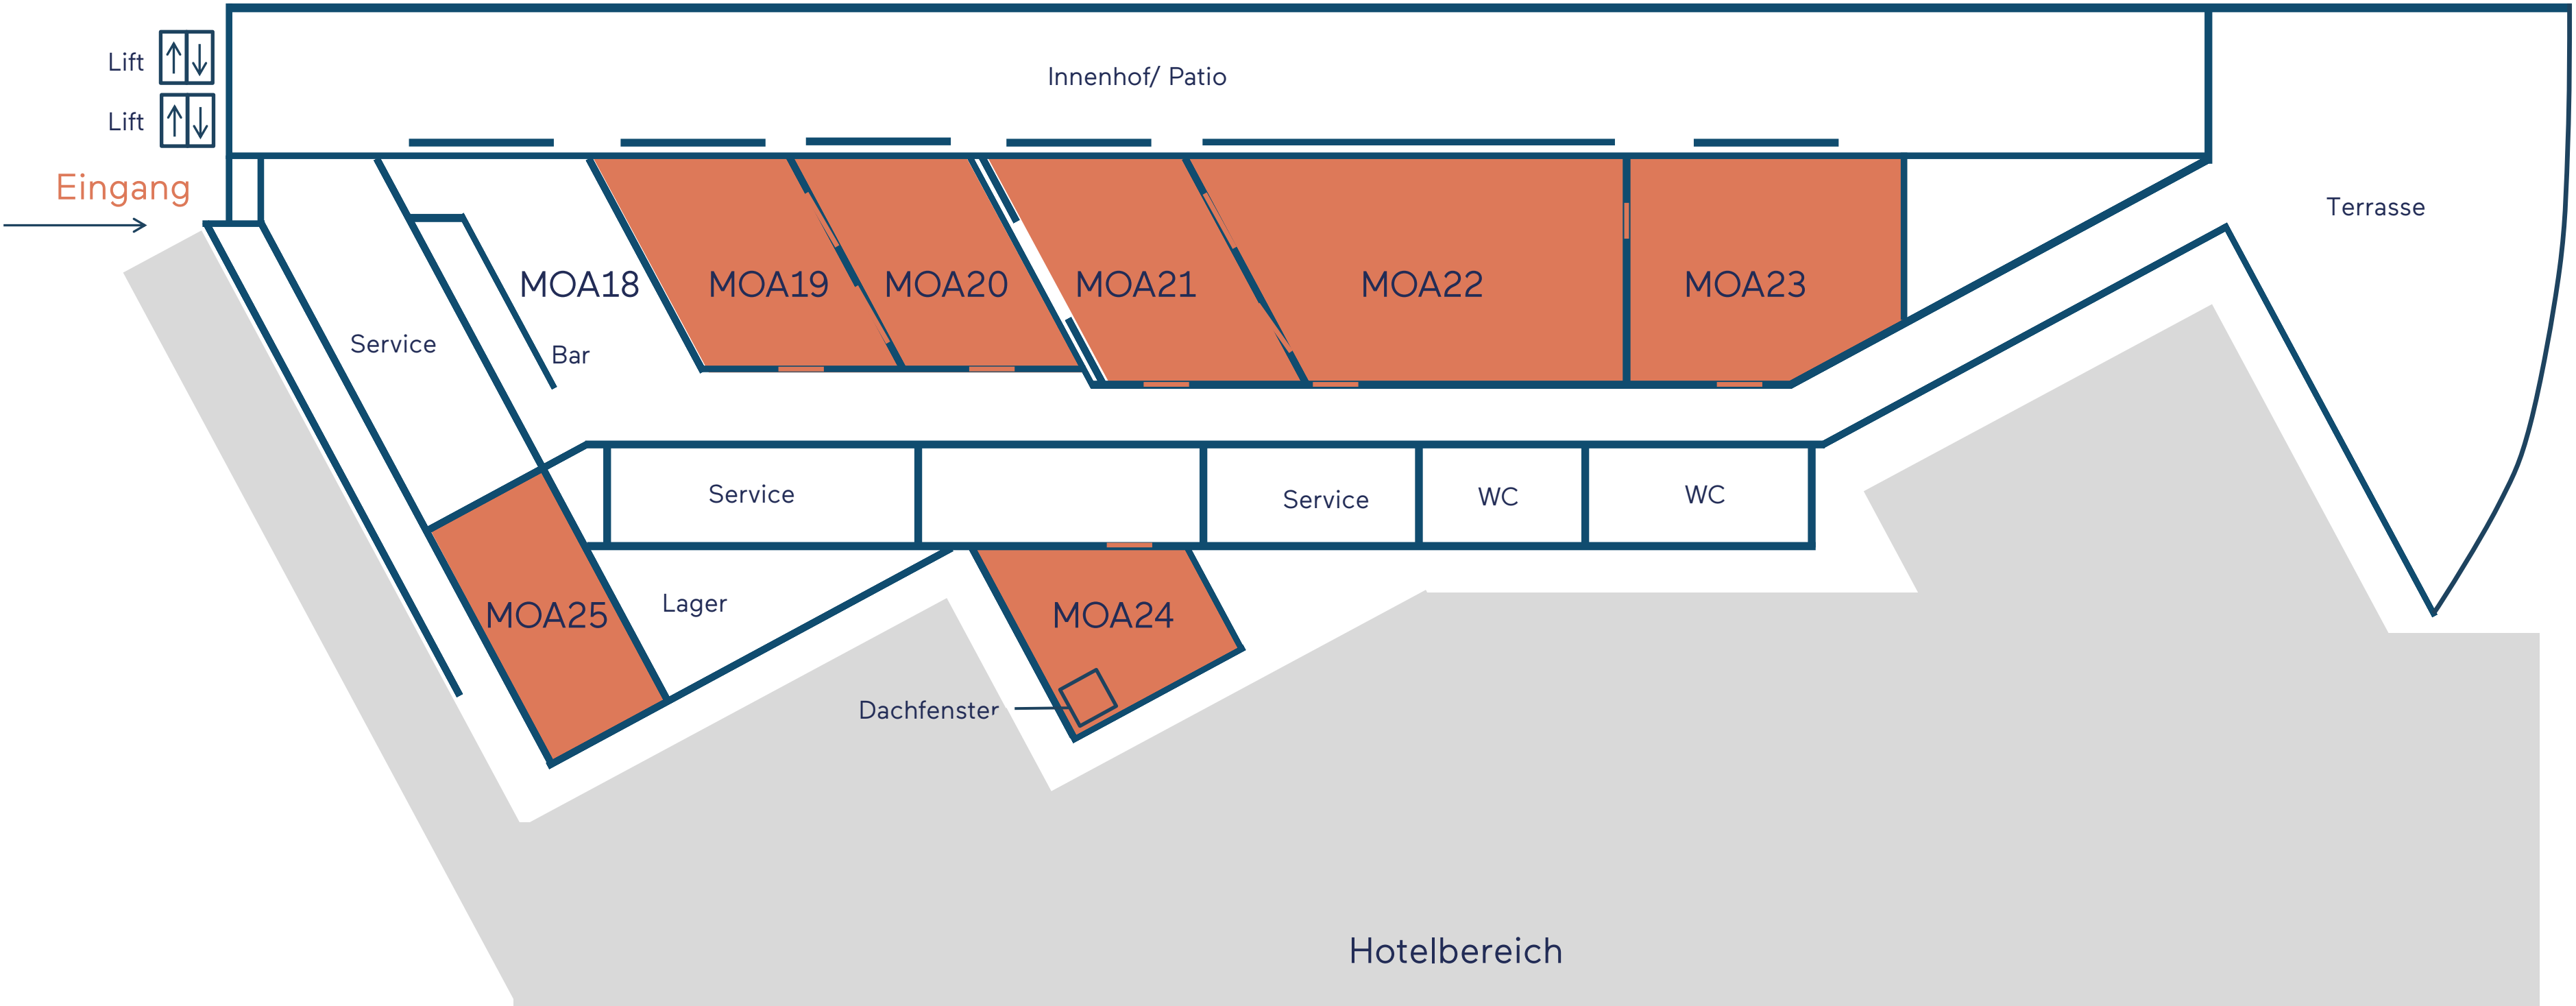 Lift
Innenhof/ Patio
Lift
Eingang
Terrasse
MOA18
MOA19
MOA20
MOA21
MOA22
MOA23
Service
Bar
Service
Service
WC
WC
MOA25
Lager
MOA24
Dachfenster
Hotelbereich